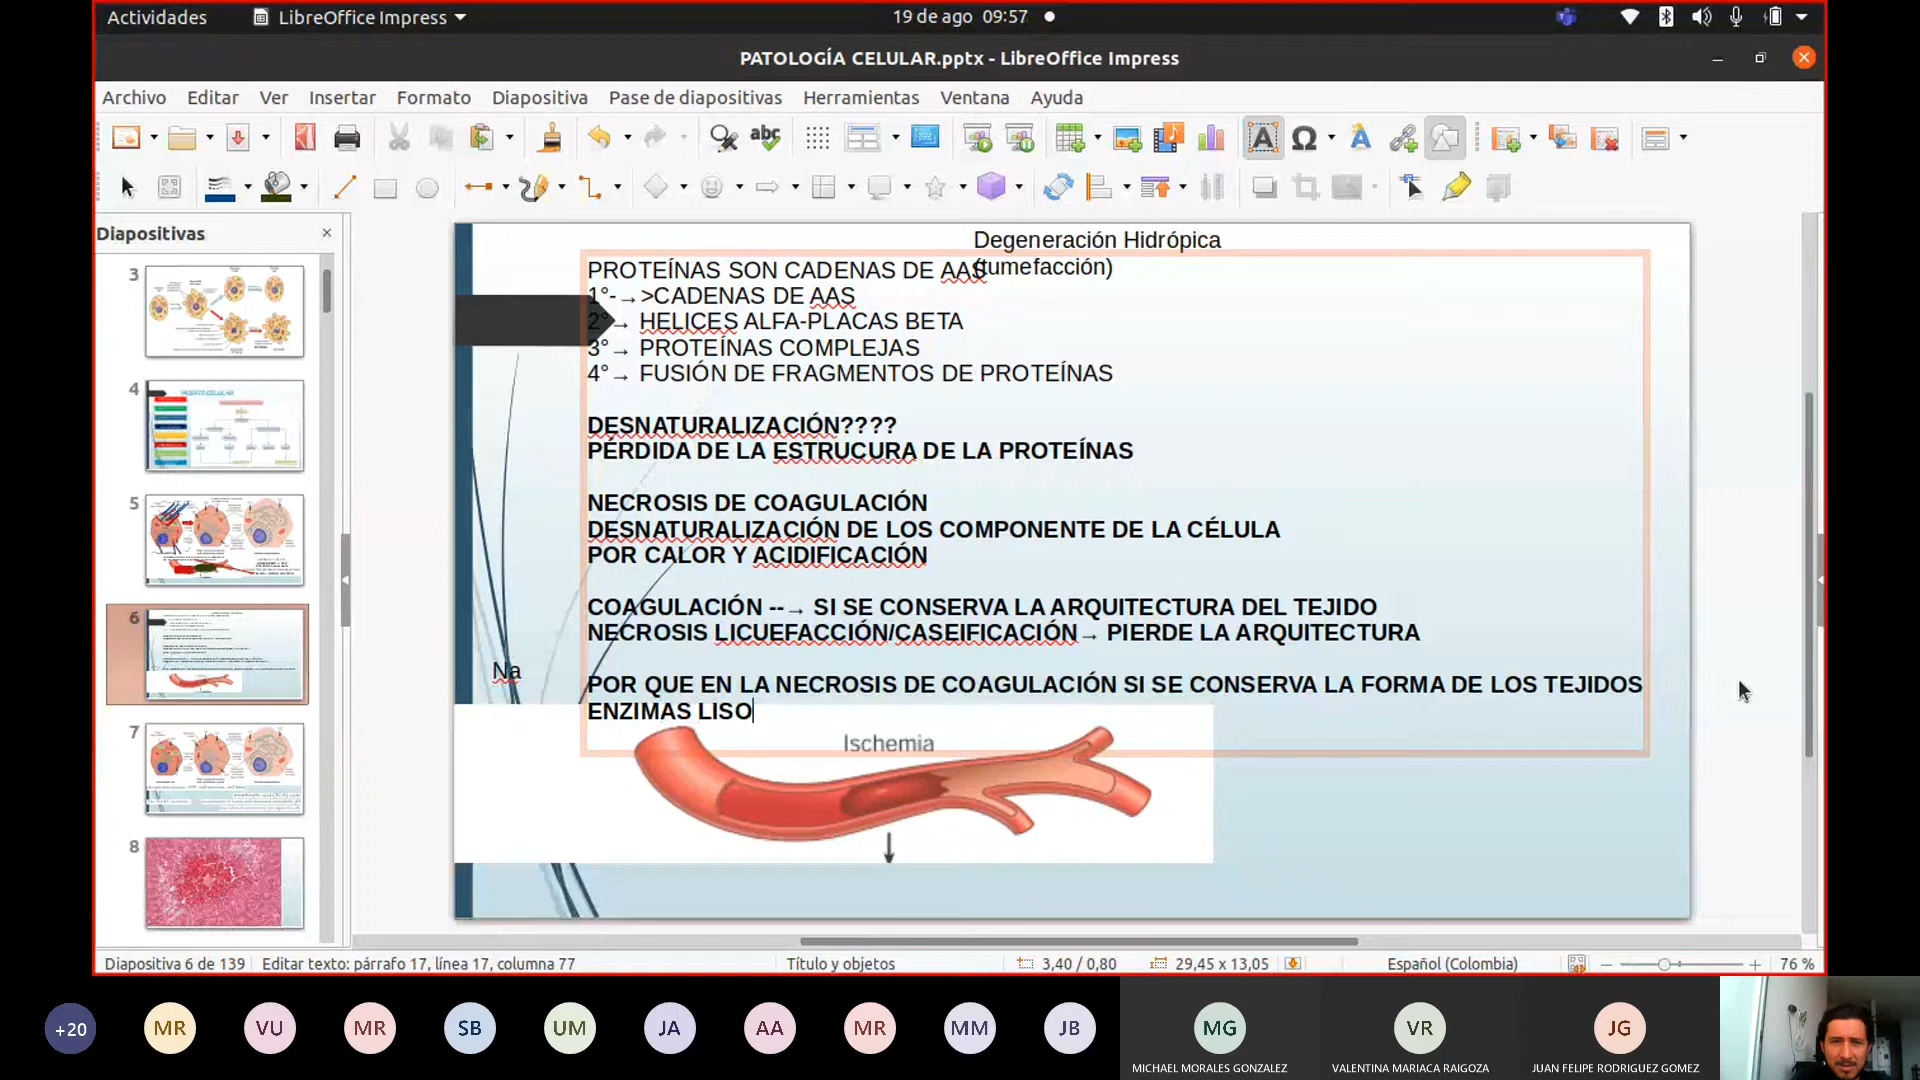 Actividades
LibreOffice Impress
19 de ago 09:57
PATOLOGÍA CELULAR.pptx - LibreOffice Impress
Archivo Editar Ver Insertar Formato Diapositiva Pase de diapositivas Herramientas Ventana Ayuda
Diapositivas
3
4
5
6
7
8
Degeneración Hidrópica
(tumefacción)
PROTEÍNAS SON CADENAS DE AAS
1°-→>CADENAS DE AAS
2°→ HELICES ALFA-PLACAS BETA
3°→ PROTEÍNAS COMPLEJAS
4°→ FUSIÓN DE FRAGMENTOS DE PROTEÍNAS
DESNATURALIZACIÓN????
PÉRDIDA DE LA ESTRUCURA DE LA PROTEÍNAS
NECROSIS DE COAGULACIÓN
DESNATURALIZACIÓN DE LOS COMPONENTE DE LA CÉLULA
POR CALOR Y ACIDIFICACIÓN
COAGULACIÓN --→ SI SE CONSERVA LA ARQUITECTURA DEL TEJIDO
NECROSIS LICUEFACCIÓN/CASEIFICACIÓN→ PIERDE LA ARQUITECTURA
Na
POR QUE EN LA NECROSIS DE COAGULACIÓN SI SE CONSERVA LA FORMA DE LOS TEJIDOS
ENZIMAS LISO
Ischemia
Diapositiva 6 de 139
Editar texto: párrafo 17, línea 17, columna 77
Título y objetos
3,40 / 0,80
29,45 x 13,05
Español (Colombia)
76 %
+20 MR VU MR SB UM JA AA MR MM JB MG VR JG
MICHAEL MORALES GONZALEZ
VALENTINA MARIACA RAIGOZA
JUAN FELIPE RODRIGUEZ GOMEZ